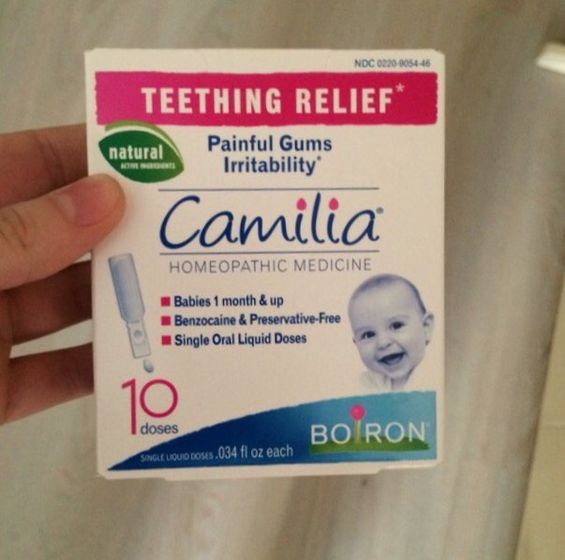 NDC 0220-9054-46
TEETHING RELIEF*
natural
ACTIVE INGREDIENTS
Painful Gums
Irritability*
Camilia®
HOMEOPATHIC MEDICINE
Babies 1 month & up
Benzocaine & Preservative-Free
Single Oral Liquid Doses
10
doses
SINGLE LIQUID DOSES .034 fl oz each
BOIRON®